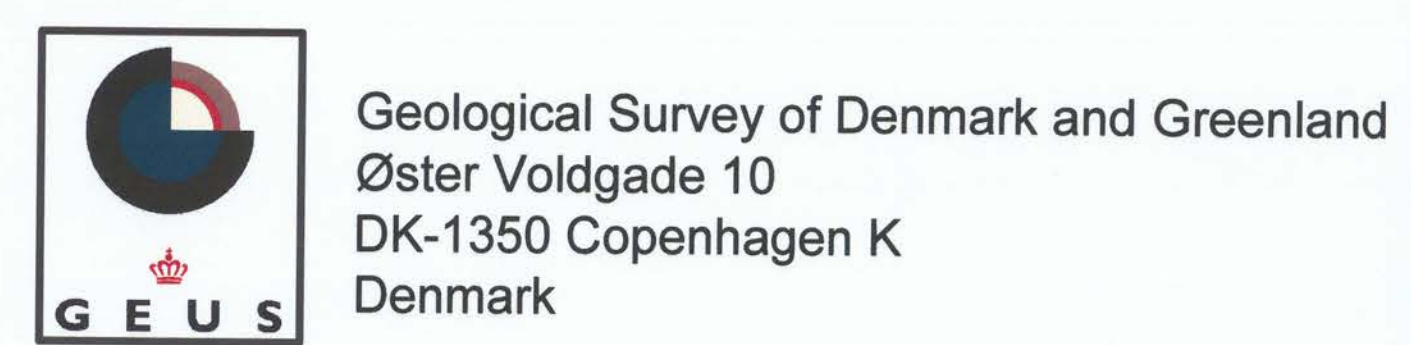 GEUS
Geological Survey of Denmark and Greenland
Øster Voldgade 10
DK-1350 Copenhagen K
Denmark